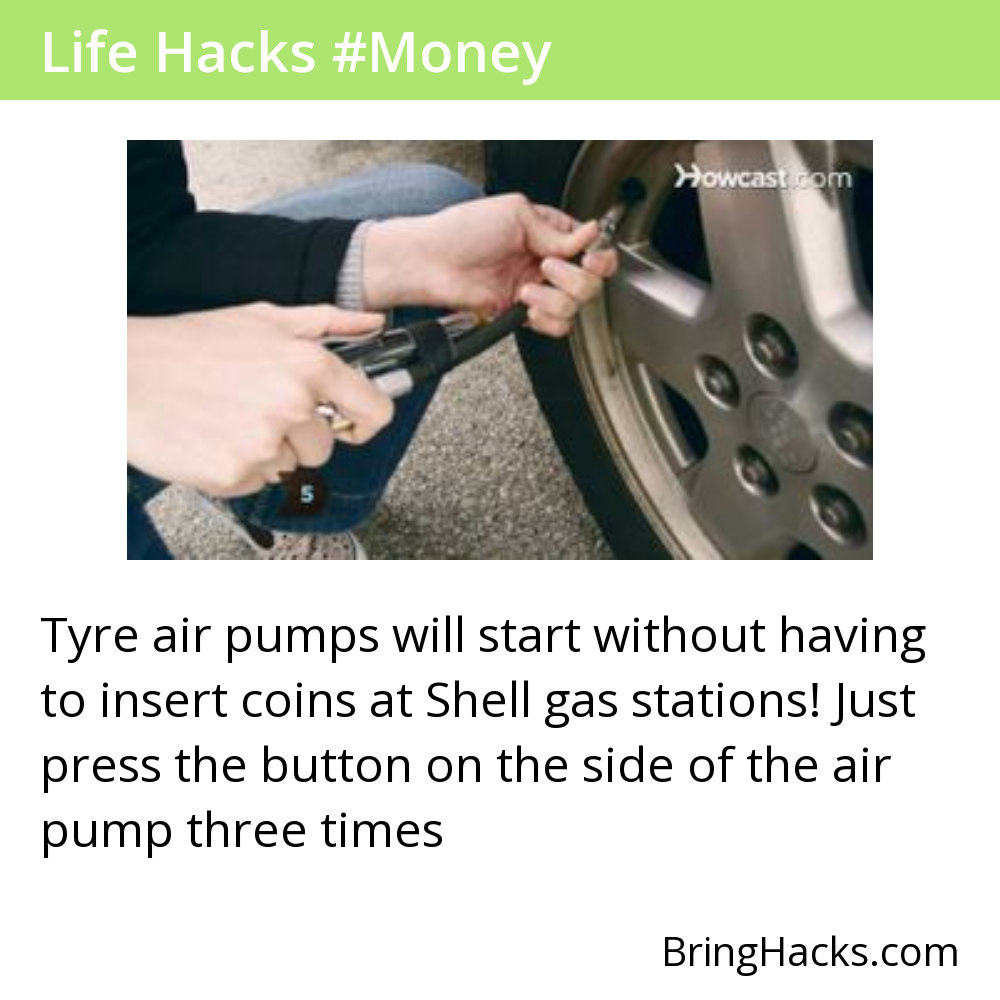 Life Hacks #Money
Howcast.com
5
Tyre air pumps will start without having
to insert coins at Shell gas stations! Just
press the button on the side of the air
pump three times
BringHacks.com